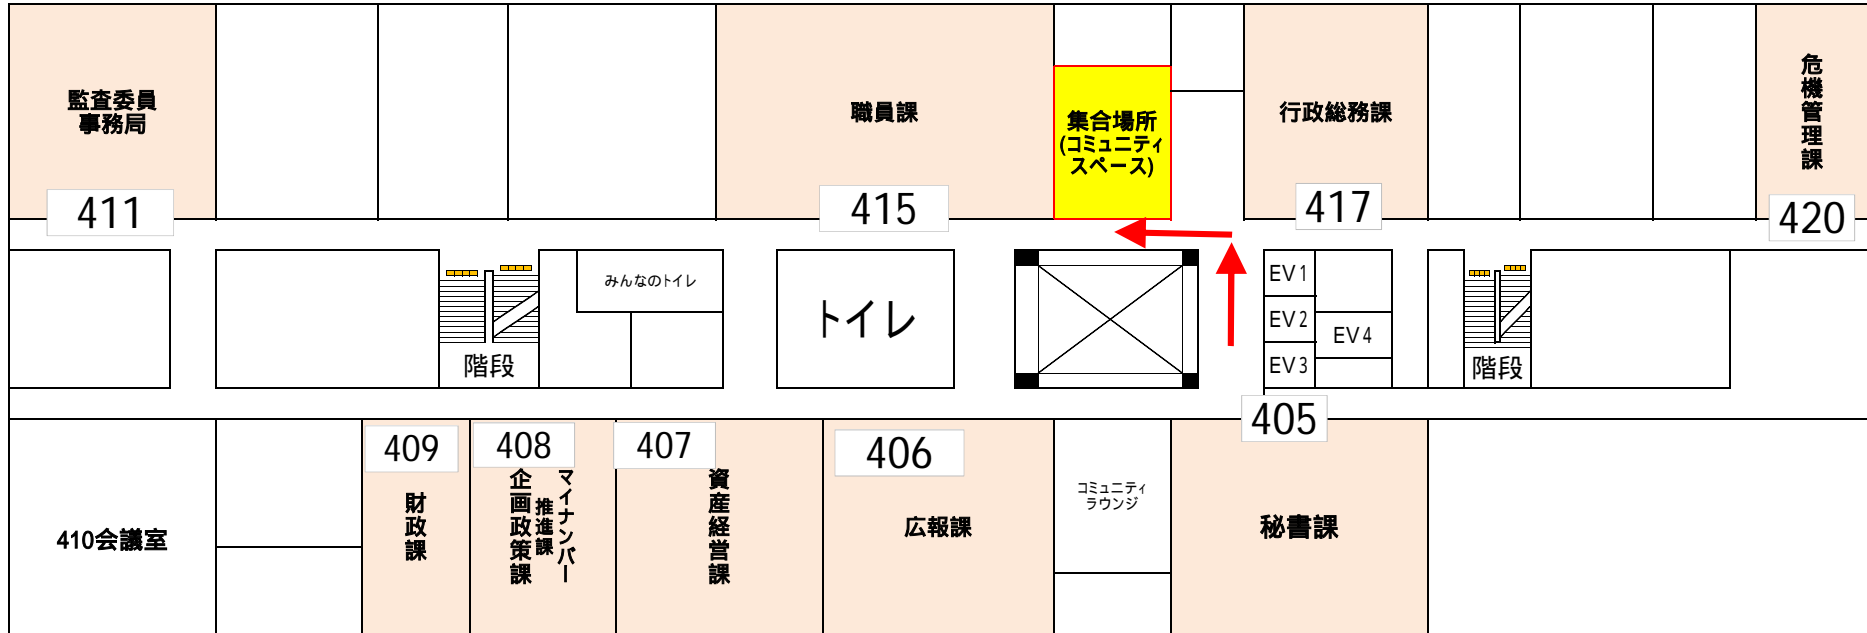 監査委員
事務局
411
職員課
415
集合場所
(コミュニティ
スペース)
行政総務課
417
危機管理課
420
階段
みんなのトイレ
トイレ
EV1
EV2
EV3
EV4
階段
410会議室
409
財政課
408
企画政策課
マイナンバー
推進課
407
資産経営課
406
広報課
コミュニティ
ラウンジ
405
秘書課